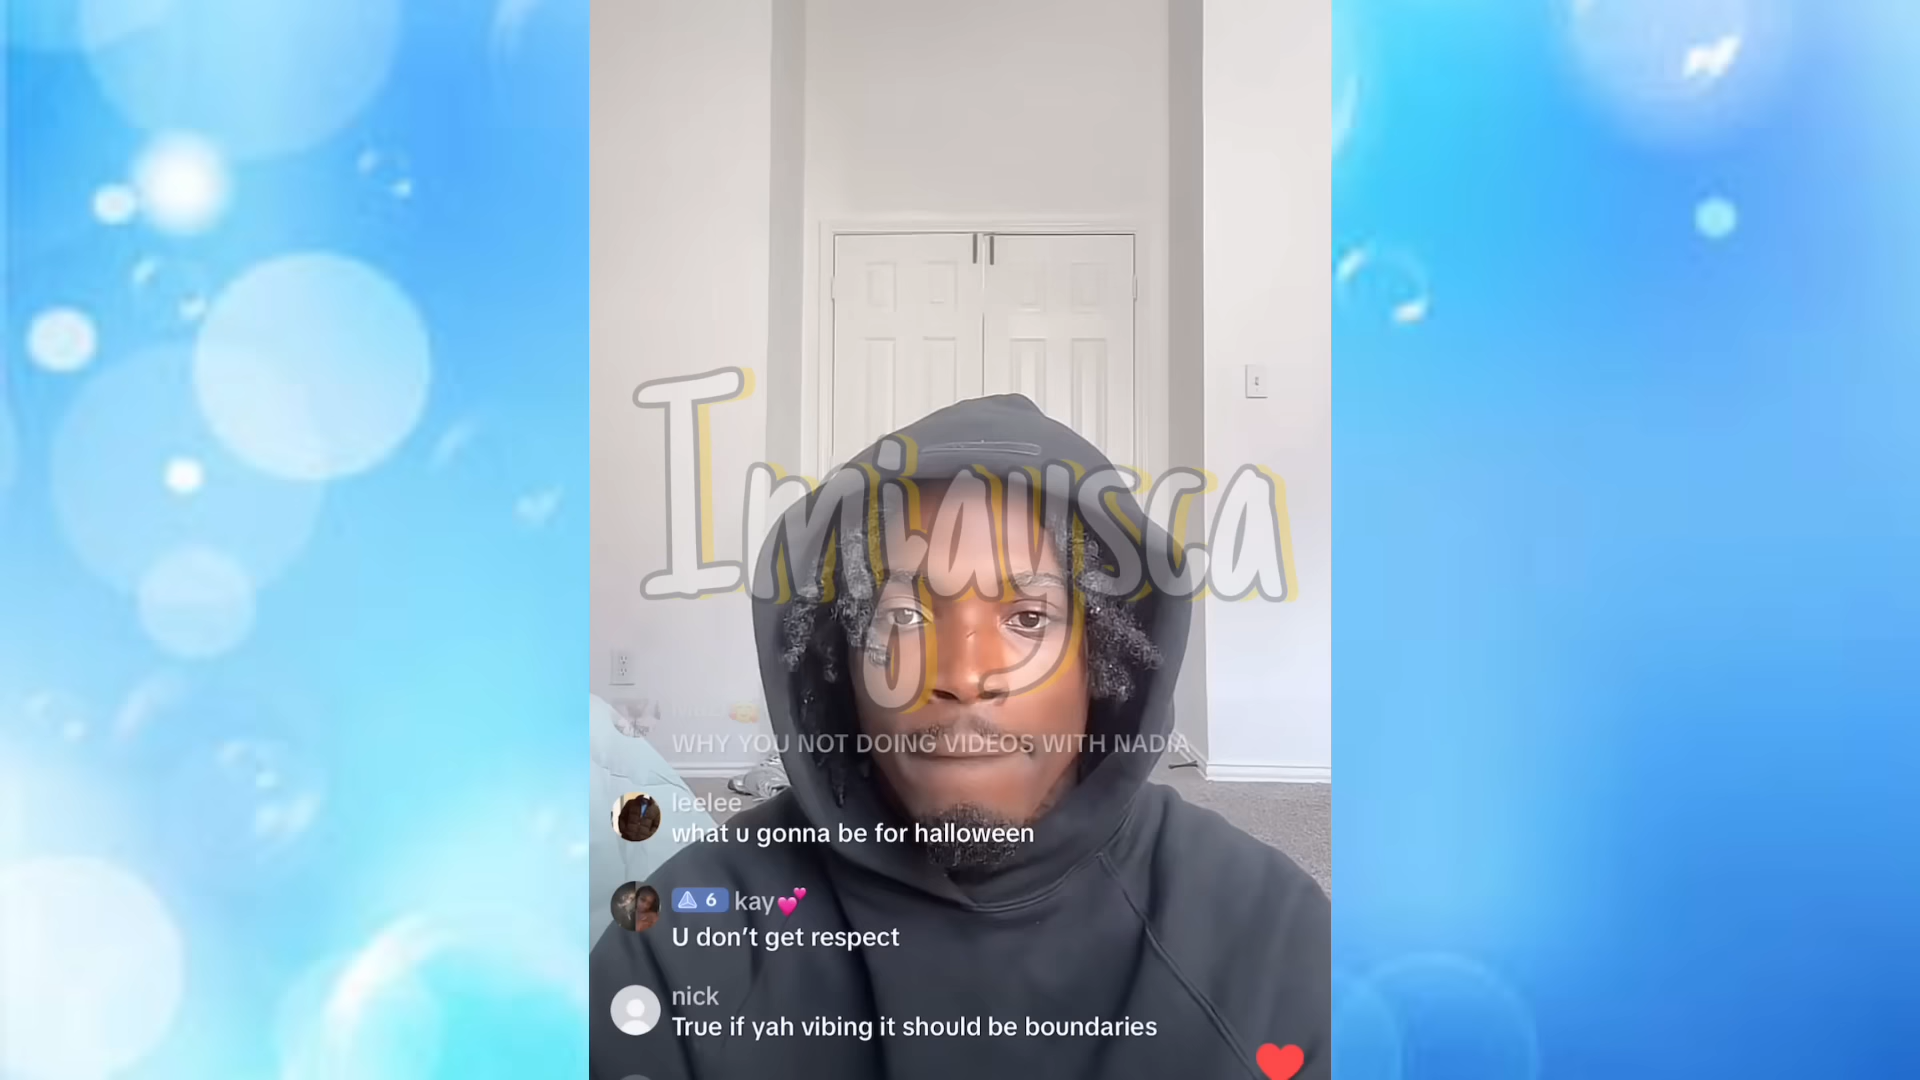 Imjaysca
WHY YOU NOT DOING VIDEOS WITH NADIA
leelee
what u gonna be for halloween
6 kay💕
U don’t get respect
nick
True if yah vibing it should be boundaries